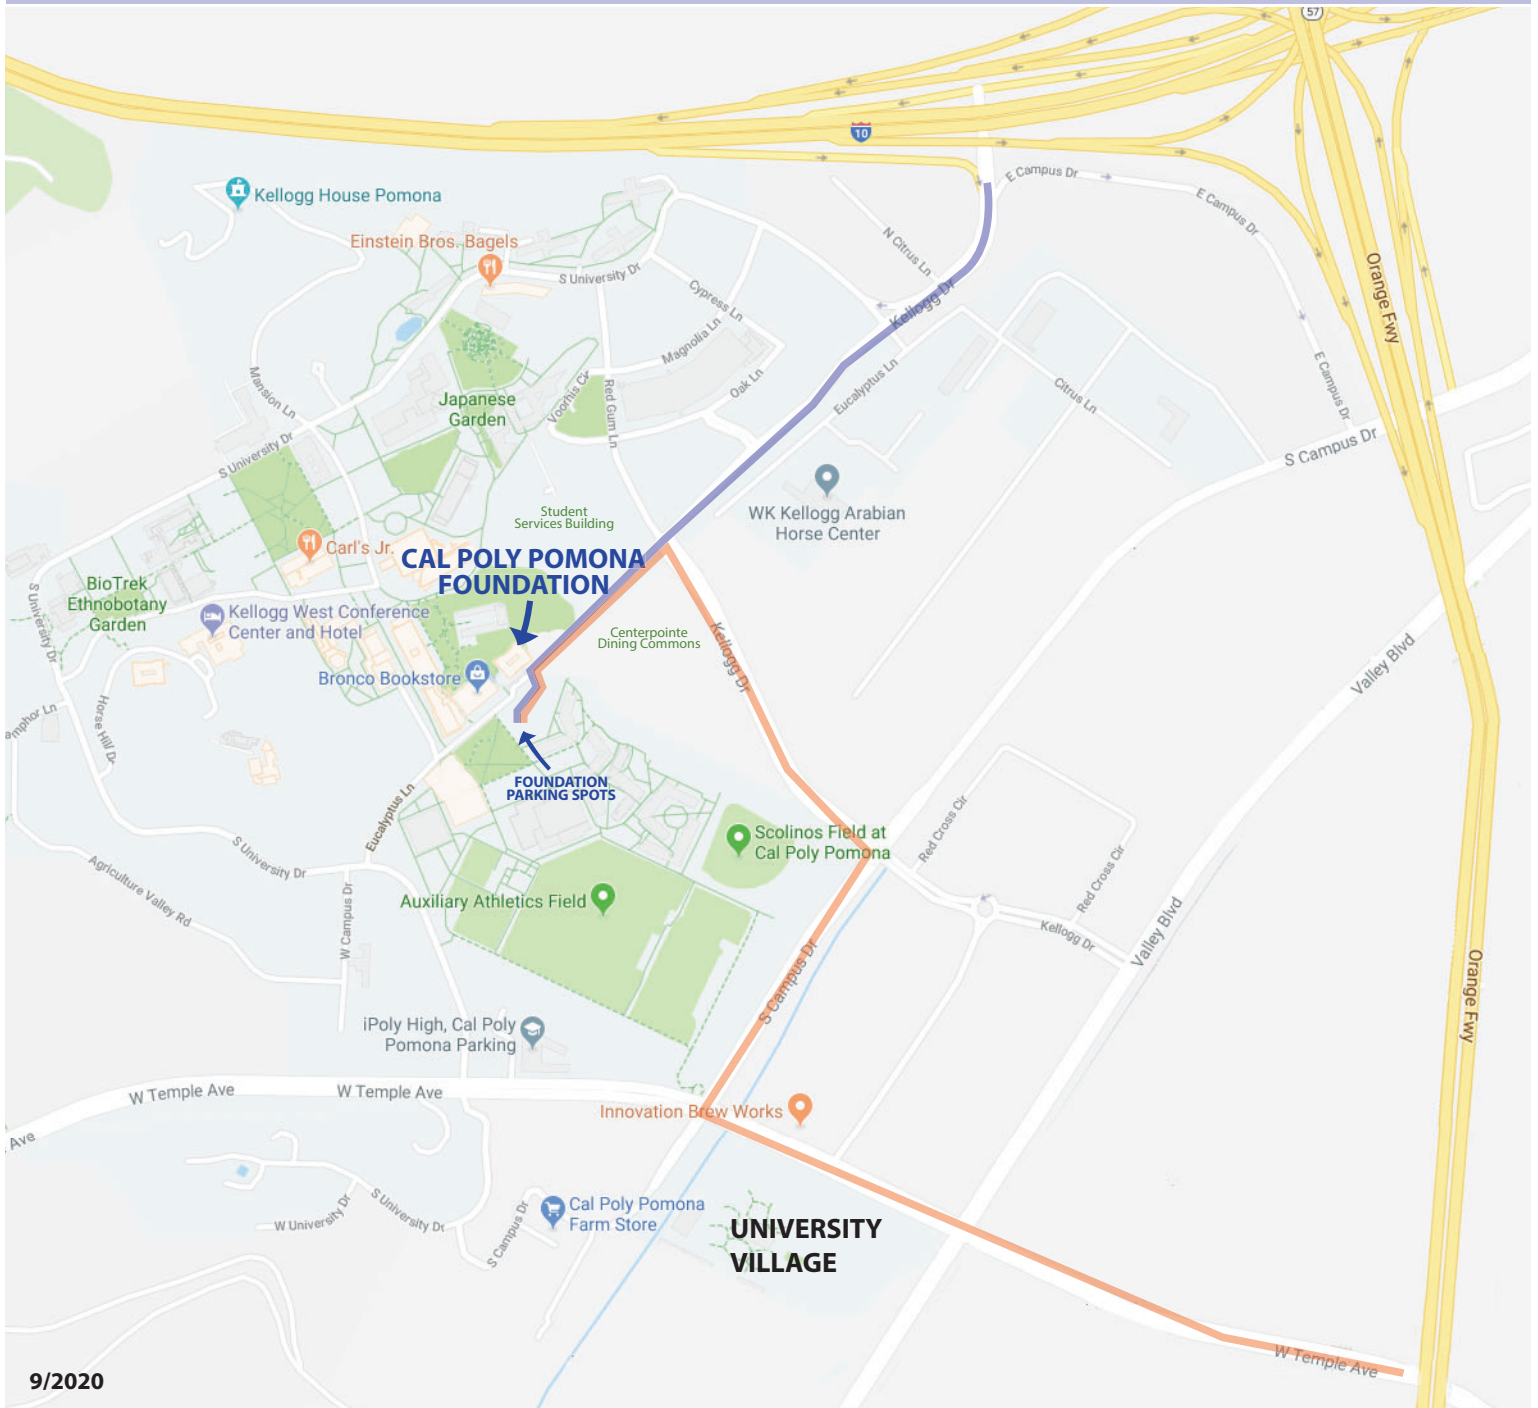 57
10
Kellogg House Pomona
E Campus Dr
E Campus Dr
Einstein Bros. Bagels
N Citrus Ln
S University Dr
Orange Fwy
Cypress Ln
Kellogg Dr
Magnolia Ln
E Campus Dr
Mansion Ln
Voorhis Cir
Red Gum Ln
Oak Ln
Eucalyptus Ln
Citrus Ln
Japanese
Garden
S University Dr
S Campus Dr
Student
Services Building
WK Kellogg Arabian
Horse Center
Carl's Jr.
CAL POLY POMONA
FOUNDATION
BioTrek
Ethnobotany
Garden
S University Dr
Kellogg West Conference
Center and Hotel
Centerpointe
Dining Commons
Kellogg Dr
Valley Blvd
Bronco Bookstore
amphor Ln
Horse Hill Dr
FOUNDATION
PARKING SPOTS
Eucalyptus Ln
Scolinos Field at
Cal Poly Pomona
Red Cross Cir
S University Dr
Red Cross Cir
Agriculture Valley Rd
W Campus Dr
Auxiliary Athletics Field
Kellogg Dr
Valley Blvd
S Campus Dr
Orange Fwy
iPoly High, Cal Poly
Pomona Parking
W Temple Ave
W Temple Ave
Innovation Brew Works
Ave
S University Dr
W University Dr
S Campus Dr
Cal Poly Pomona
Farm Store
UNIVERSITY
VILLAGE
W Temple Ave
9/2020